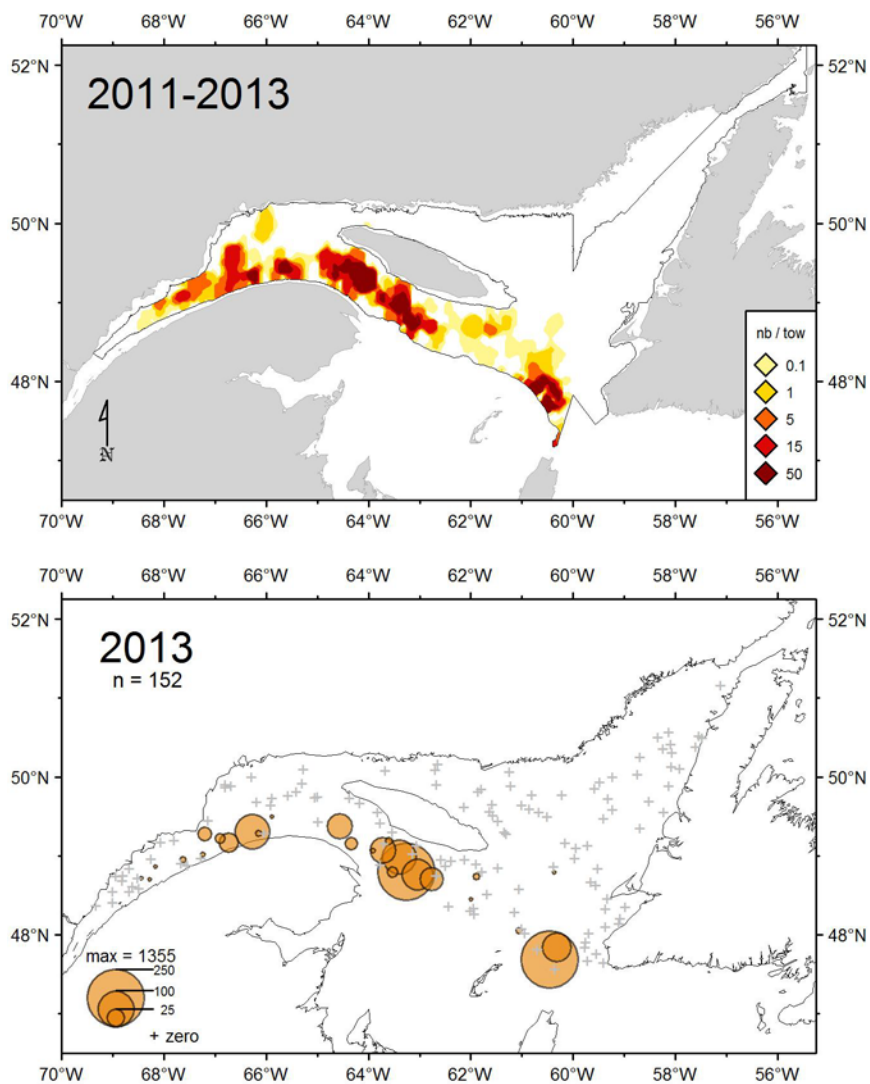 70°W 68°W 66°W 64°W 62°W 60°W 58°W 56°W
52°N 52°N
2011-2013
50°N 50°N
nb / tow
0.1
48°N 48°N
1
5
N
15
50
70°W 68°W 66°W 64°W 62°W 60°W 58°W 56°W
70°W 68°W 66°W 64°W 62°W 60°W 58°W 56°W
52°N 52°N
2013
n = 152
50°N 50°N
48°N 48°N
max = 1355
250
100
25
+ zero
70°W 68°W 66°W 64°W 62°W 60°W 58°W 56°W